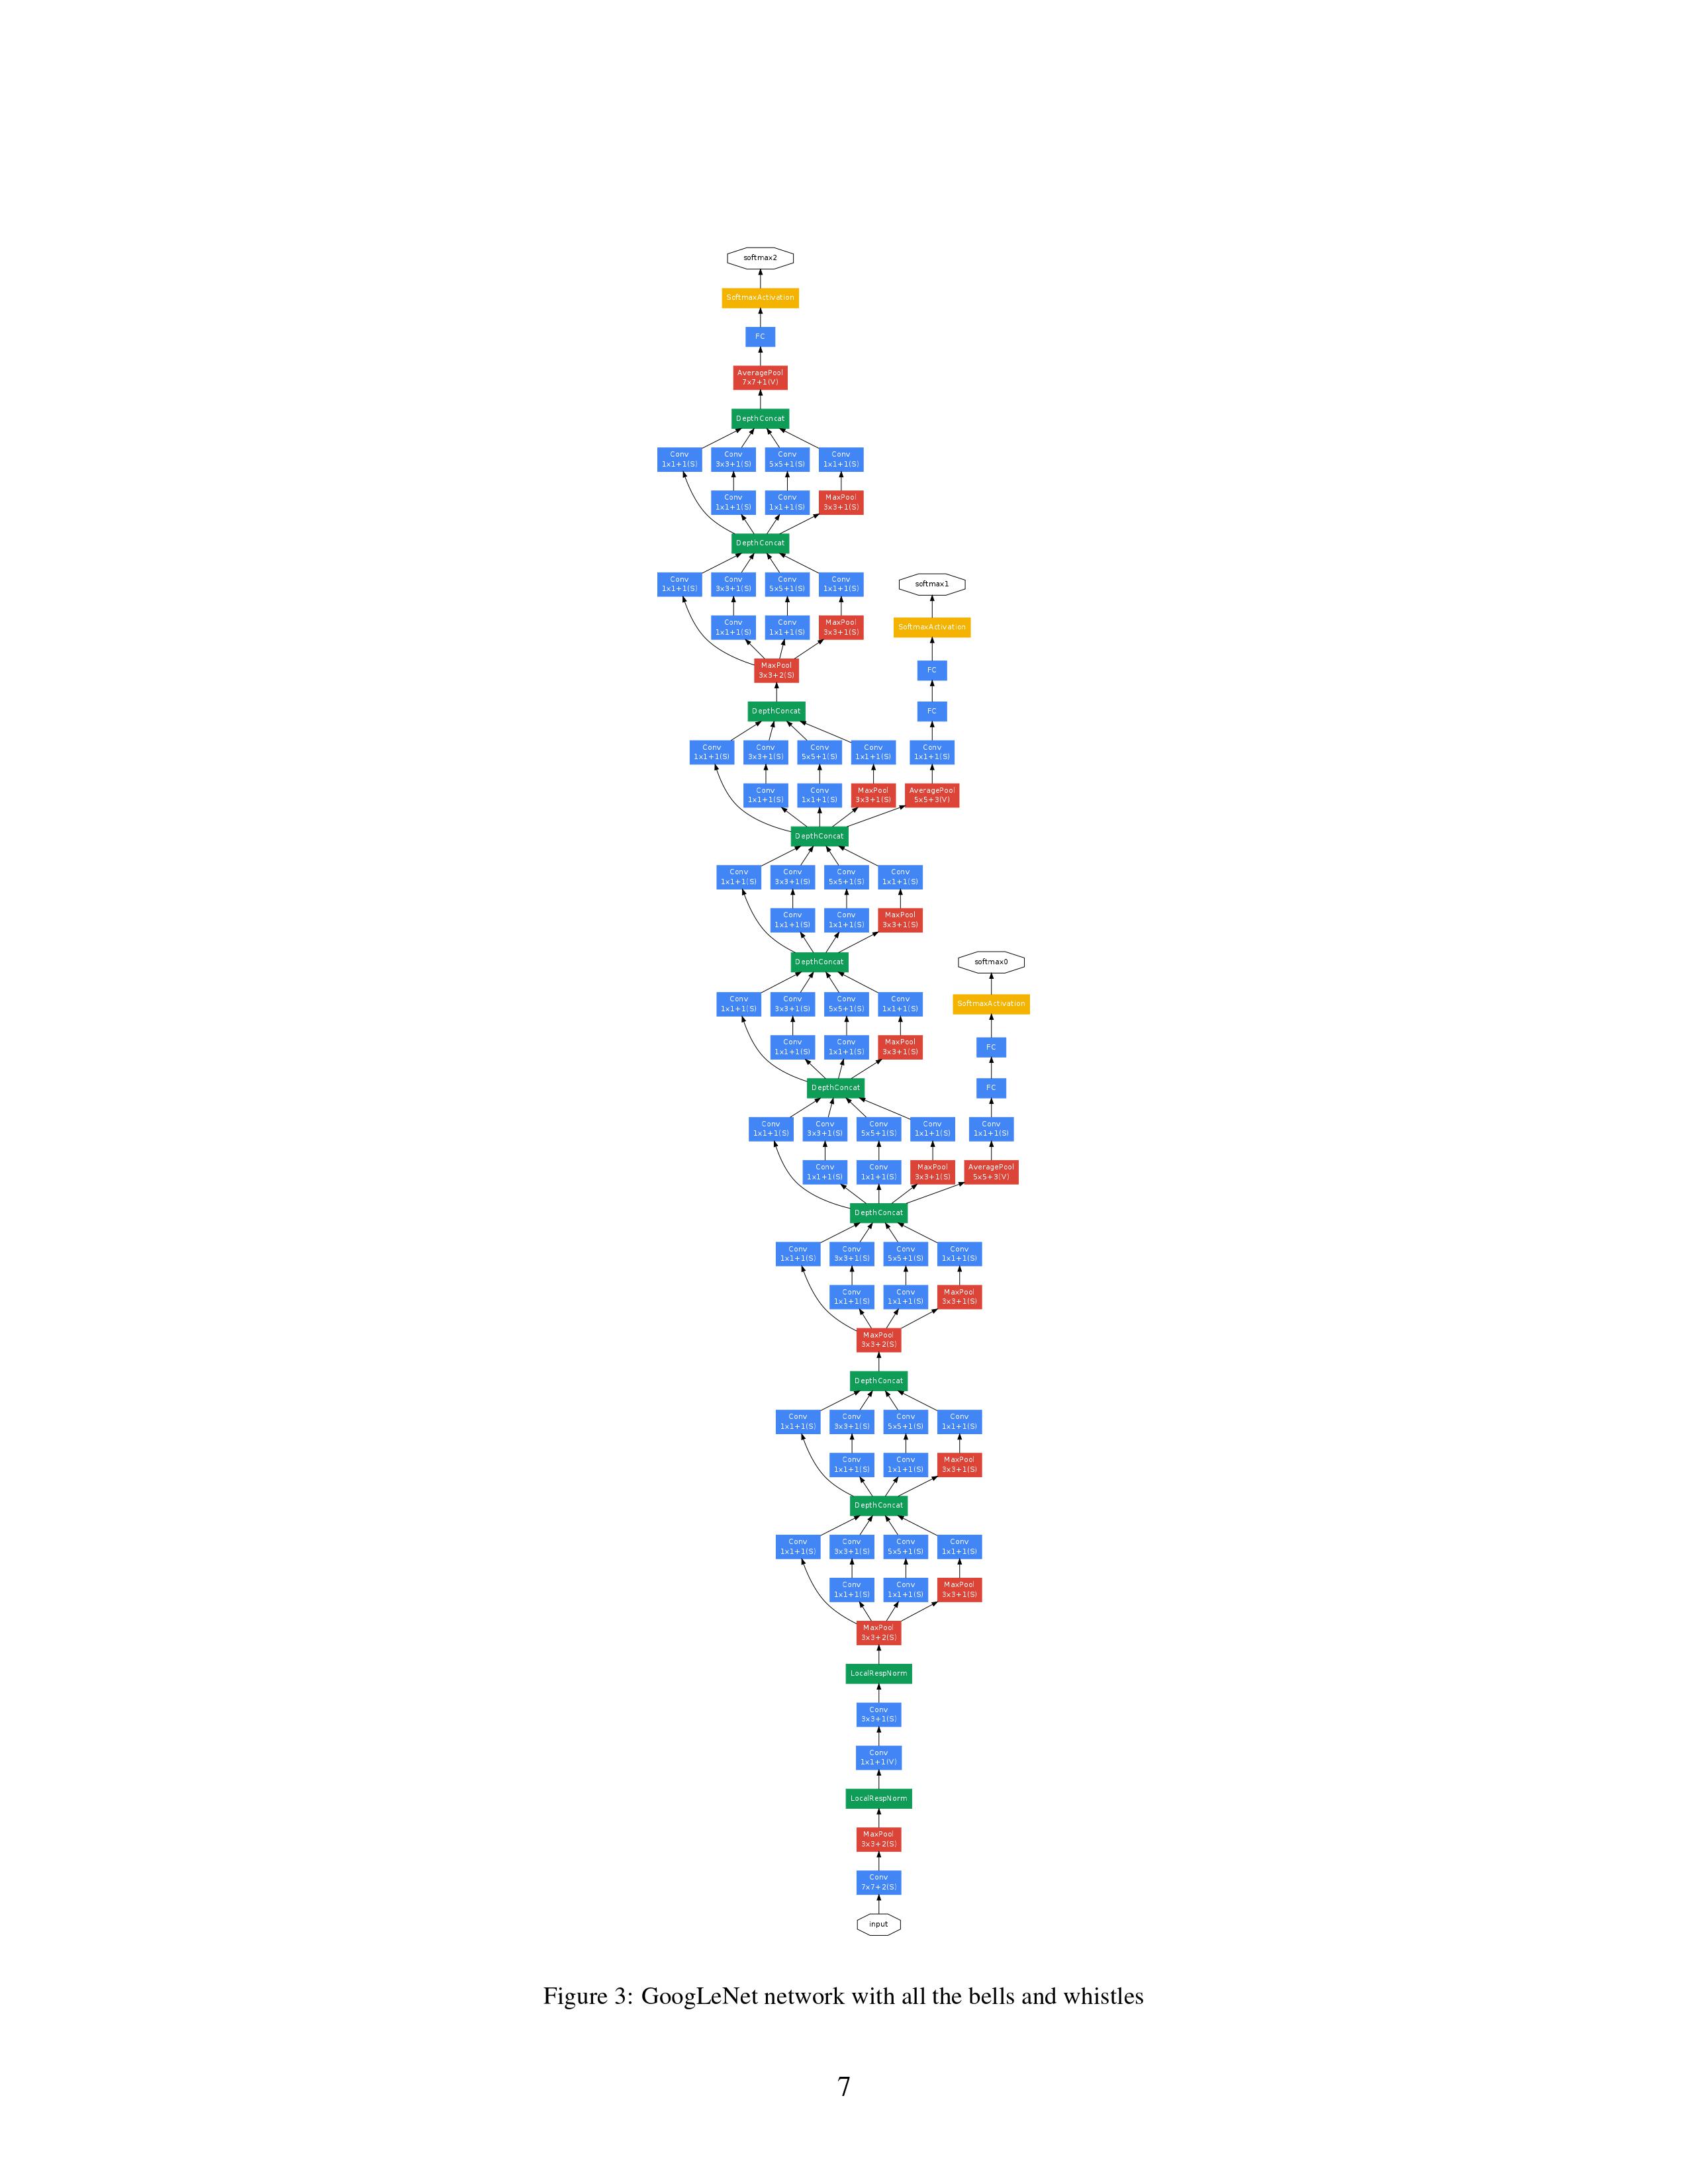 softmax2
SoftmaxActivation
FC
AveragePool
7x7+1(V)
DepthConcat
Conv
1x1+1(S)
Conv
3x3+1(S)
Conv
5x5+1(S)
Conv
1x1+1(S)
Conv
1x1+1(S)
Conv
1x1+1(S)
MaxPool
3x3+1(S)
DepthConcat
Conv
1x1+1(S)
Conv
3x3+1(S)
Conv
5x5+1(S)
Conv
1x1+1(S)
softmax1
Conv
1x1+1(S)
Conv
1x1+1(S)
MaxPool
3x3+1(S)
SoftmaxActivation
MaxPool
3x3+2(S)
FC
DepthConcat
FC
Conv
1x1+1(S)
Conv
3x3+1(S)
Conv
5x5+1(S)
Conv
1x1+1(S)
Conv
1x1+1(S)
Conv
1x1+1(S)
Conv
1x1+1(S)
MaxPool
3x3+1(S)
AveragePool
5x5+3(V)
DepthConcat
Conv
1x1+1(S)
Conv
3x3+1(S)
Conv
5x5+1(S)
Conv
1x1+1(S)
Conv
1x1+1(S)
Conv
1x1+1(S)
MaxPool
3x3+1(S)
DepthConcat
softmax0
Conv
1x1+1(S)
Conv
3x3+1(S)
Conv
5x5+1(S)
Conv
1x1+1(S)
SoftmaxActivation
Conv
1x1+1(S)
Conv
1x1+1(S)
MaxPool
3x3+1(S)
FC
DepthConcat
FC
Conv
1x1+1(S)
Conv
3x3+1(S)
Conv
5x5+1(S)
Conv
1x1+1(S)
Conv
1x1+1(S)
Conv
1x1+1(S)
Conv
1x1+1(S)
MaxPool
3x3+1(S)
AveragePool
5x5+3(V)
DepthConcat
Conv
1x1+1(S)
Conv
3x3+1(S)
Conv
5x5+1(S)
Conv
1x1+1(S)
Conv
1x1+1(S)
Conv
1x1+1(S)
MaxPool
3x3+1(S)
MaxPool
3x3+2(S)
DepthConcat
Conv
1x1+1(S)
Conv
3x3+1(S)
Conv
5x5+1(S)
Conv
1x1+1(S)
Conv
1x1+1(S)
Conv
1x1+1(S)
MaxPool
3x3+1(S)
DepthConcat
Conv
1x1+1(S)
Conv
3x3+1(S)
Conv
5x5+1(S)
Conv
1x1+1(S)
Conv
1x1+1(S)
Conv
1x1+1(S)
MaxPool
3x3+1(S)
MaxPool
3x3+2(S)
LocalRespNorm
Conv
3x3+1(S)
Conv
1x1+1(V)
LocalRespNorm
MaxPool
3x3+2(S)
Conv
7x7+2(S)
input
Figure 3: GoogLeNet network with all the bells and whistles
7